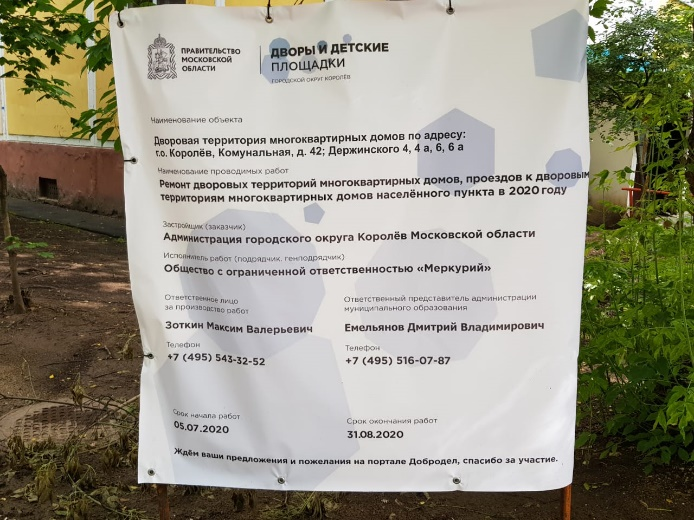 ПРАВИТЕЛЬСТВО
МОСКОВСКОЙ
ОБЛАСТИ
ДВОРЫ И ДЕТСКИЕ
ПЛОЩАДКИ
ГОРОДСКОЙ ОКРУГ КОРОЛЁВ
Наименование объекта
Дворовая территория многоквартирных домов по адресу:
г.о. Королёв, Комунальная, д. 42; Держинского 4, 4 а, 6, 6 а
Наименование проводимых работ
Ремонт дворовых территорий многоквартирных домов, проездов к дворовым
территориям многоквартирных домов населённого пункта в 2020 году
Застройщик (заказчик)
Администрация городского округа Королёв Московской области
Исполнитель работ (подрядчик, генподрядчик)
Общество с ограниченной ответственностью «Меркурий»
Ответственное лицо
за производство работ
Зоткин Максим Валерьевич
Телефон
+7 (495) 543-32-52
Ответственный представитель администрации
муниципального образования
Емельянов Дмитрий Владимирович
Телефон
+7 (495) 516-07-87
Срок начала работ
05.07.2020
Срок окончания работ
31.08.2020
Ждём ваши предложения и пожелания на портале Добродел, спасибо за участие.